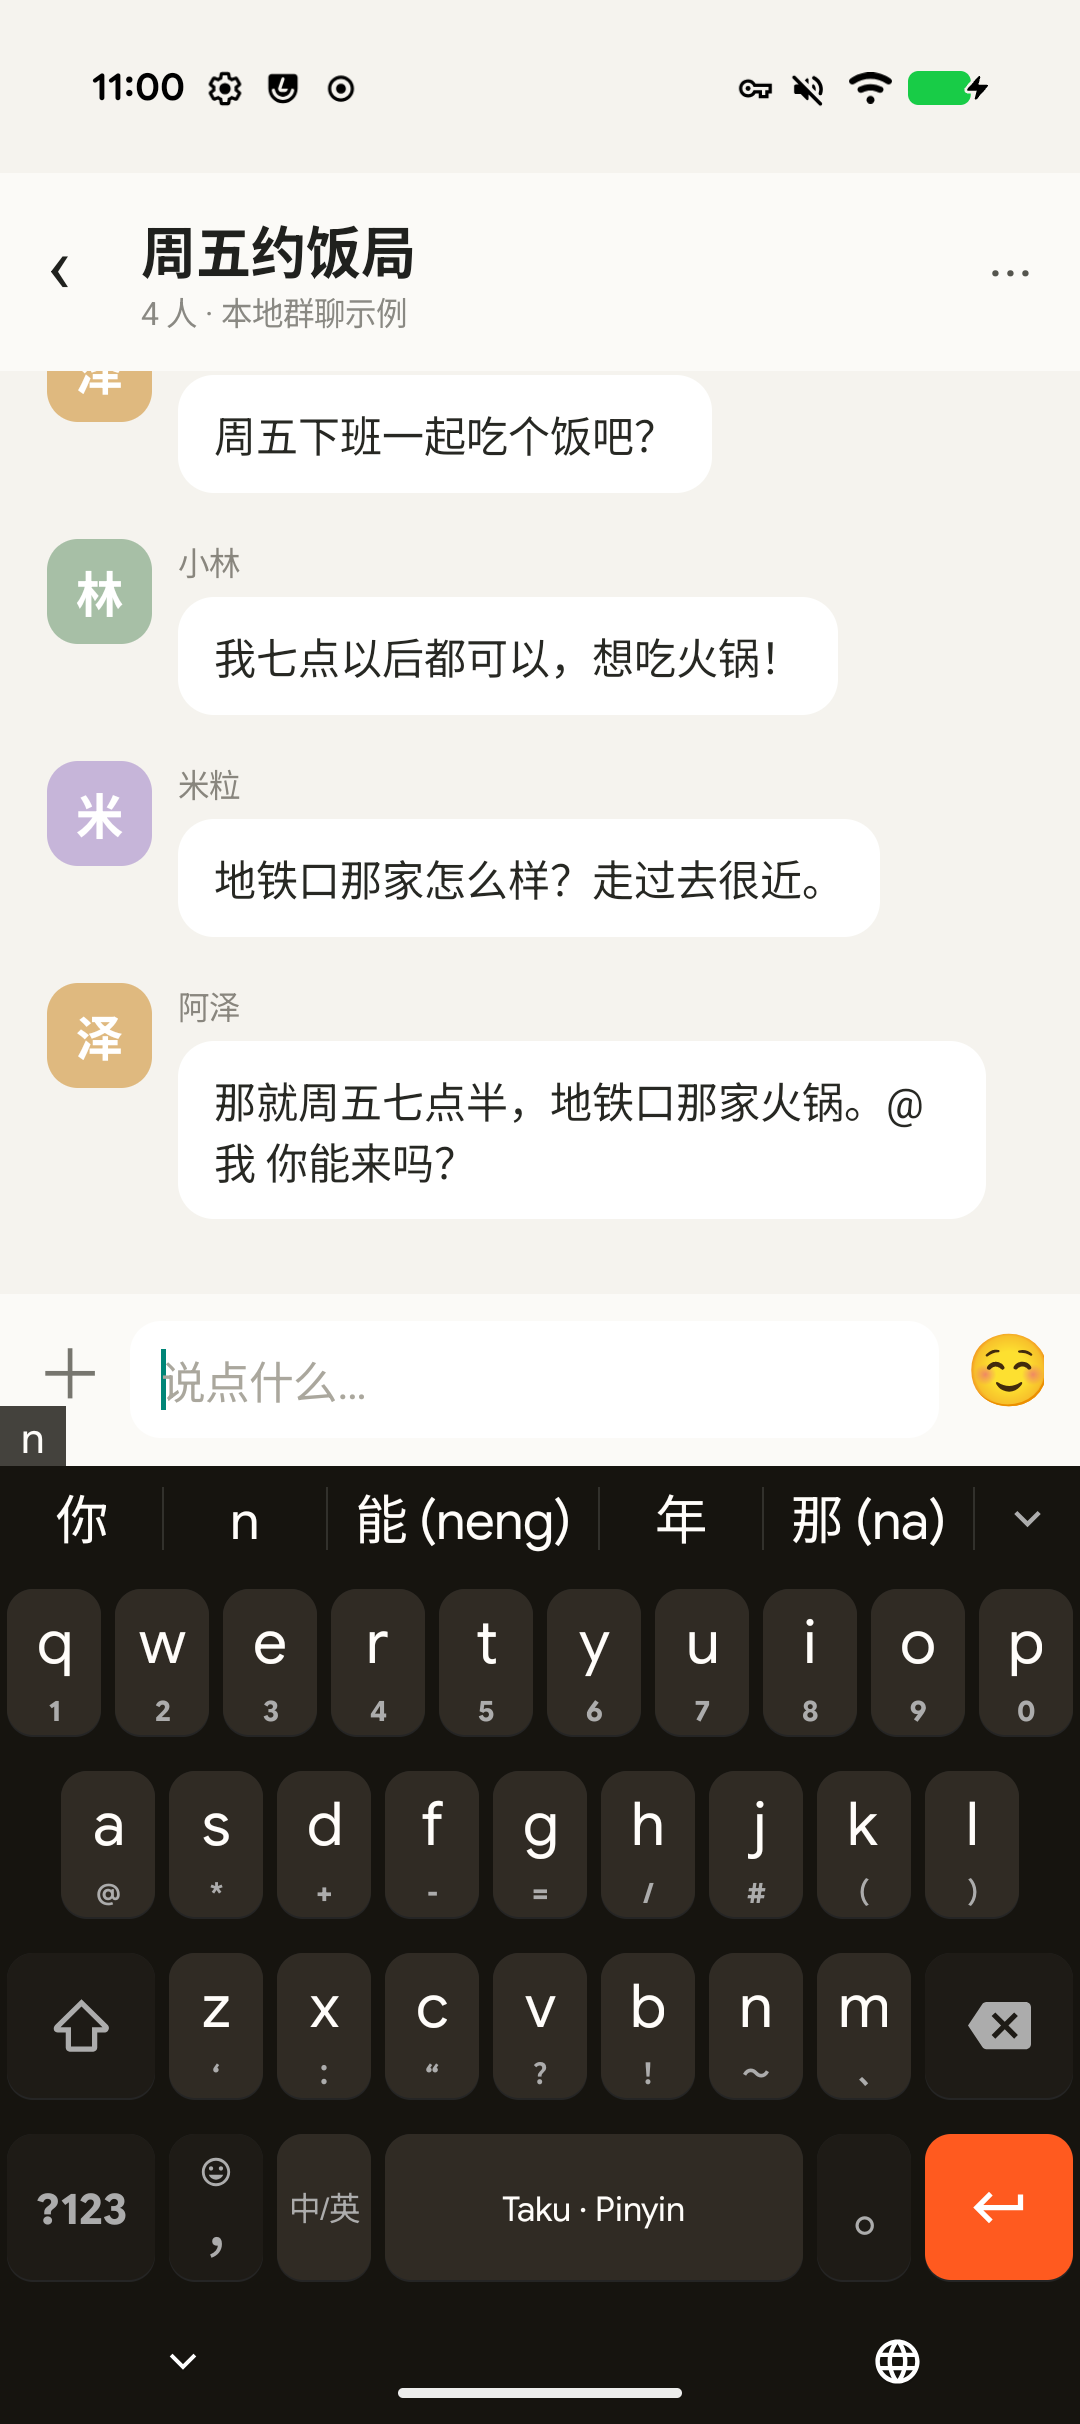 11:00
周五约饭局
4 人 · 本地群聊示例
泽
周五下班一起吃个饭吧？
林
小林
我七点以后都可以，想吃火锅！
米
米粒
地铁口那家怎么样？走过去很近。
泽
阿泽
那就周五七点半，地铁口那家火锅。@
我 你能来吗？
说点什么...
n
你 n 能 (neng) 年 那 (na)
q w e r t y u i o p
1 2 3 4 5 6 7 8 9 0
a s d f g h j k l
@ * + - = / # ( )
z x c v b n m
‘ : “ ? ! ～ 、
?123 ， 中/英 Taku · Pinyin 。